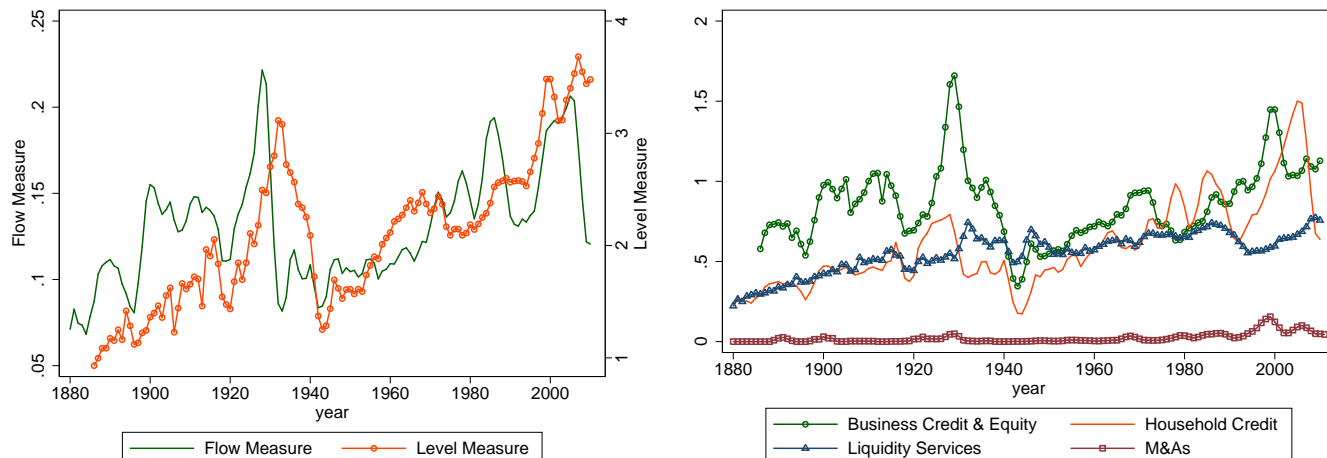 .25
.2
.15
.1
.05
Flow Measure
4
3
2
1
Level Measure
1880 1900 1920 1940 1960 1980 2000
year
Flow Measure Level Measure
2
1.5
1
.5
0
1880 1900 1920 1940 1960 1980 2000
year
Business Credit & Equity Household Credit
Liquidity Services M&As